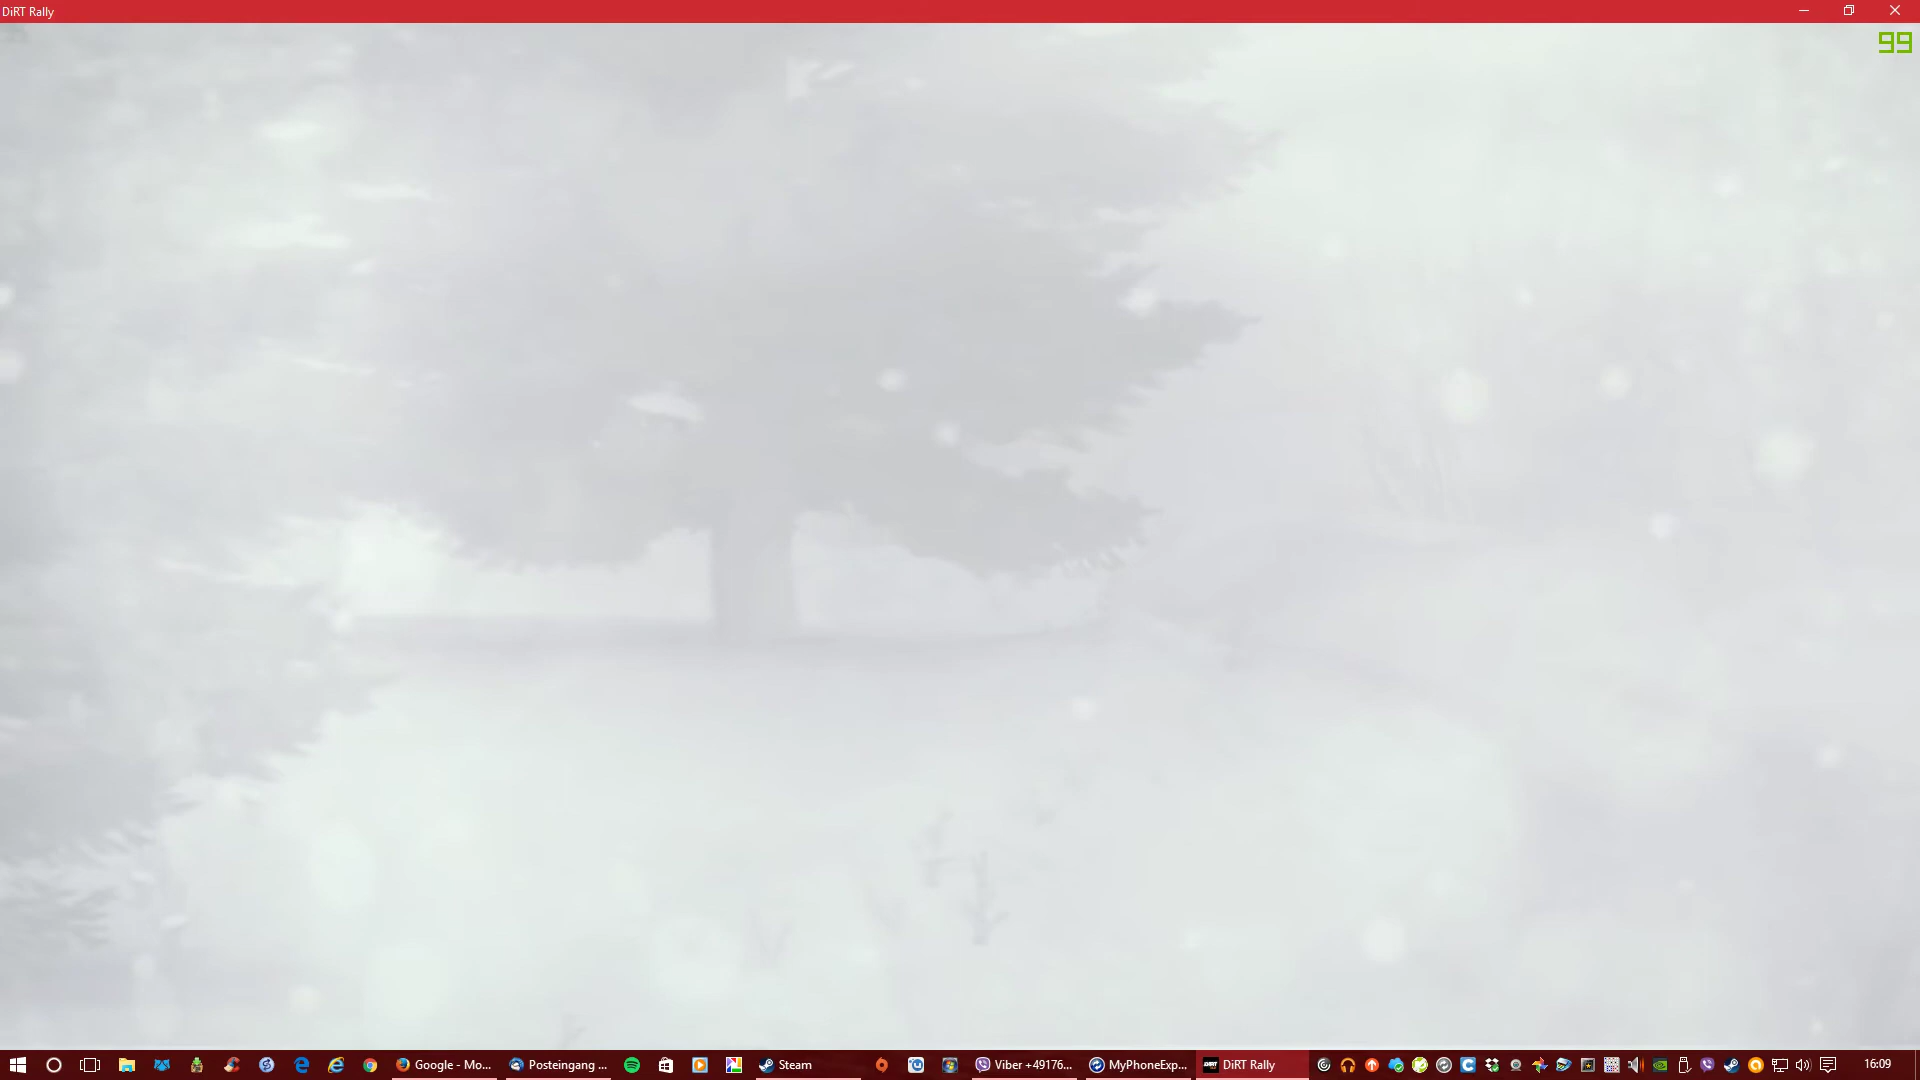 DiRT Rally
99
Google - Mo...
Posteingang ...
Steam
Viber +49176...
MyPhoneExp...
DiRT Rally
16:09